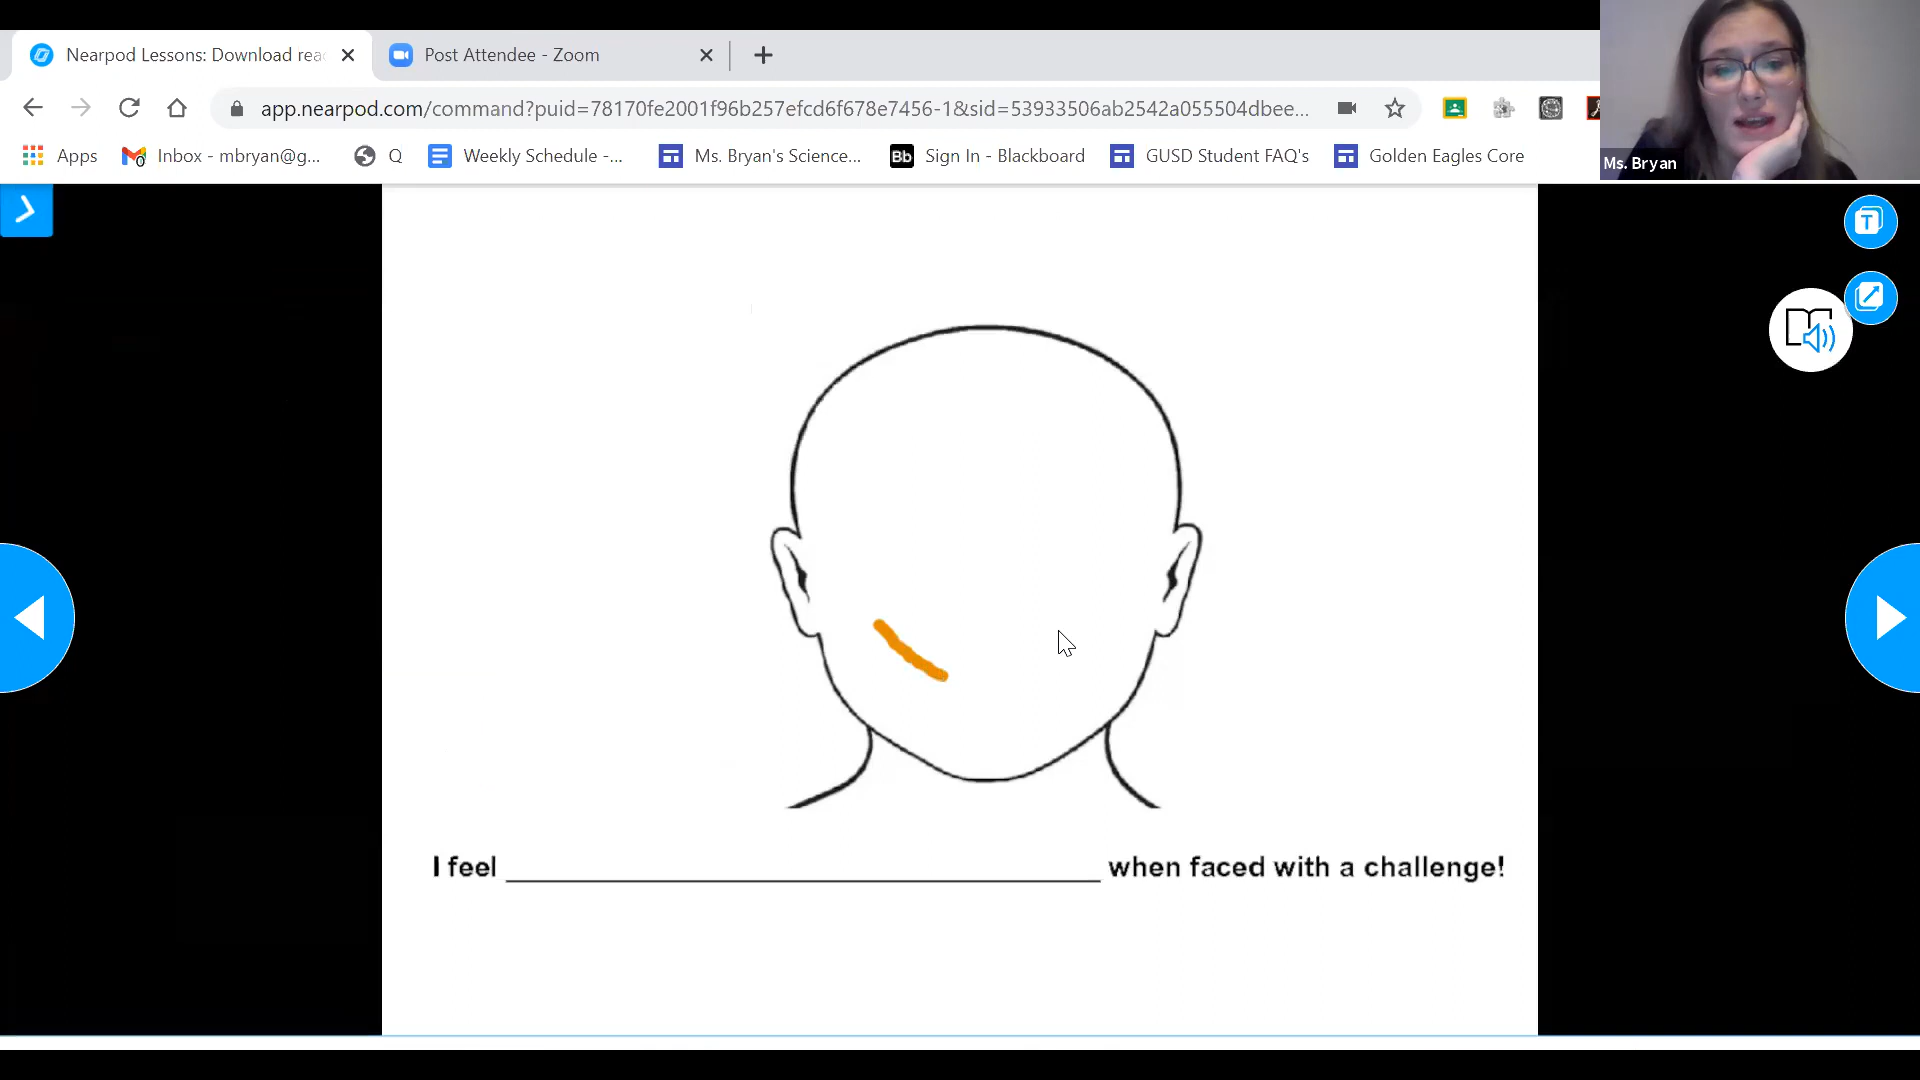 Nearpod Lessons: Download rea
Post Attendee - Zoom
app.nearpod.com/command?puid=78170fe2001f96b257efcd6f678e7456-1&sid=53933506ab2542a055504dbee...
Apps
Inbox - mbryan@g...
Q
Weekly Schedule -...
Ms. Bryan's Science...
Bb
Sign In - Blackboard
GUSD Student FAQ's
Golden Eagles Core
Ms. Bryan
T
I feel ______________________ when faced with a challenge!